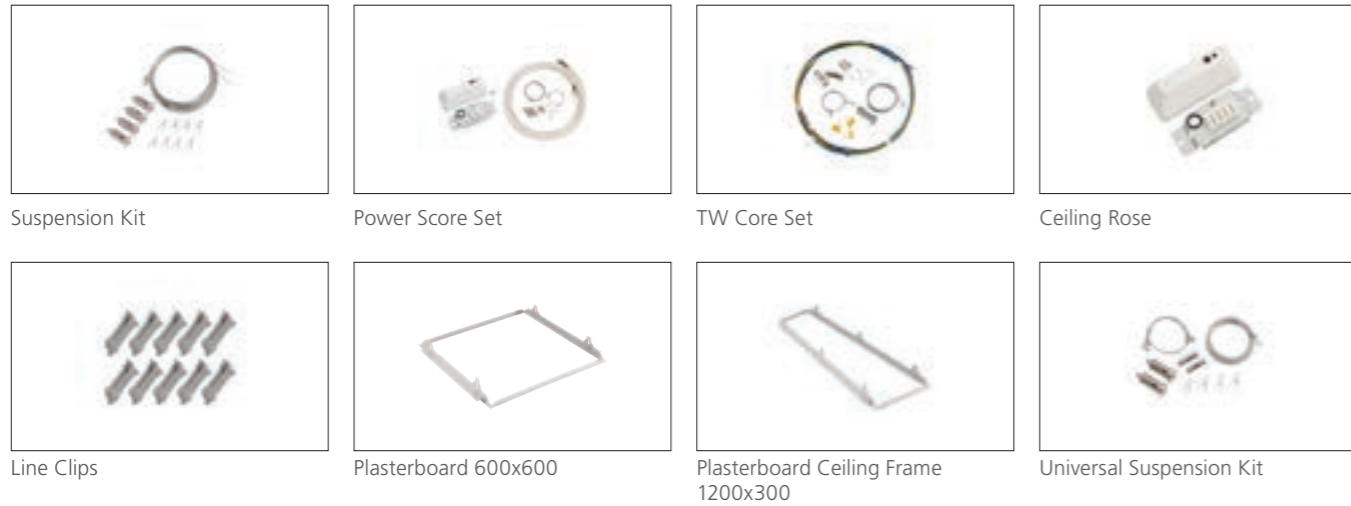 Suspension Kit
Power Score Set
TW Core Set
Ceiling Rose
Line Clips
Plasterboard 600x600
Plasterboard Ceiling Frame
1200x300
Universal Suspension Kit